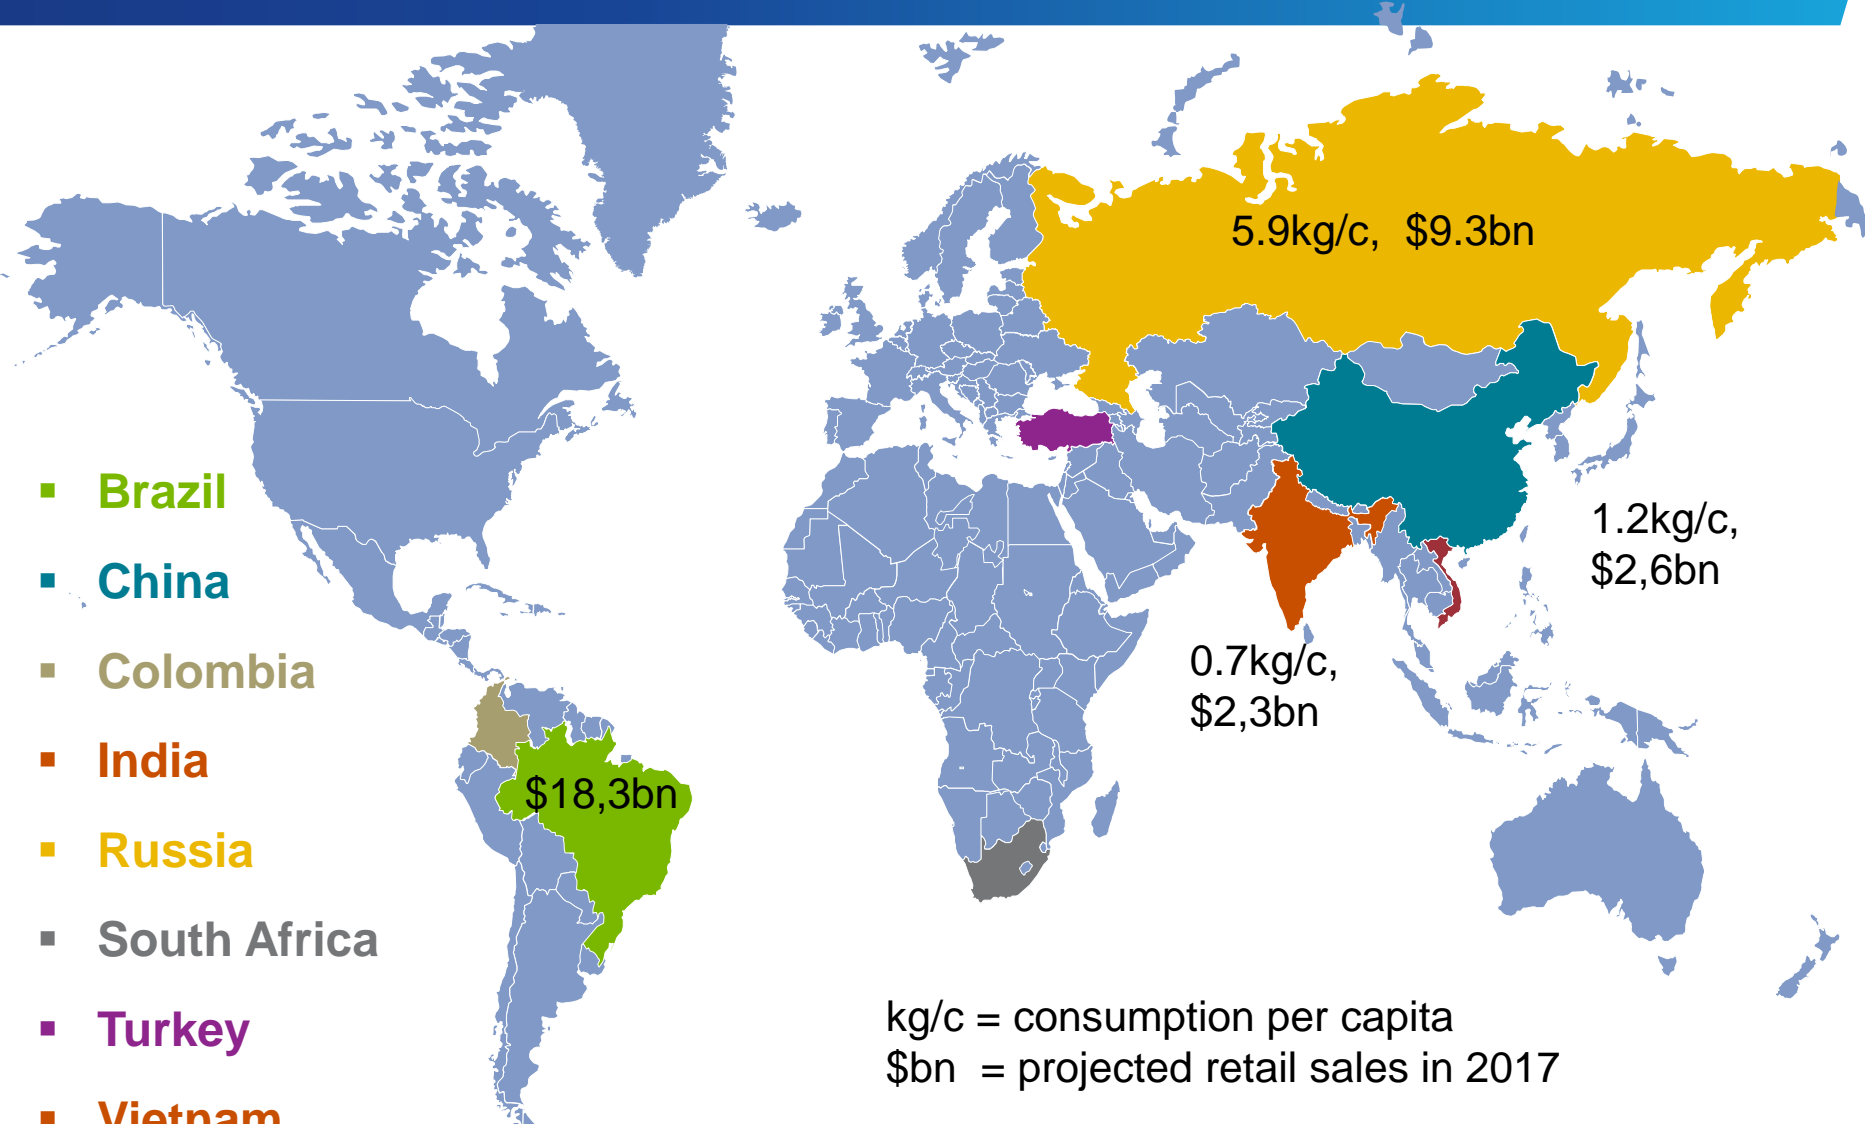 Brazil
China
Colombia
India
Russia
South Africa
Turkey
Vietnam
5.9kg/c, $9.3bn
1.2kg/c,
$2,6bn
0.7kg/c,
$2,3bn
$18,3bn
kg/c = consumption per capita
$bn = projected retail sales in 2017